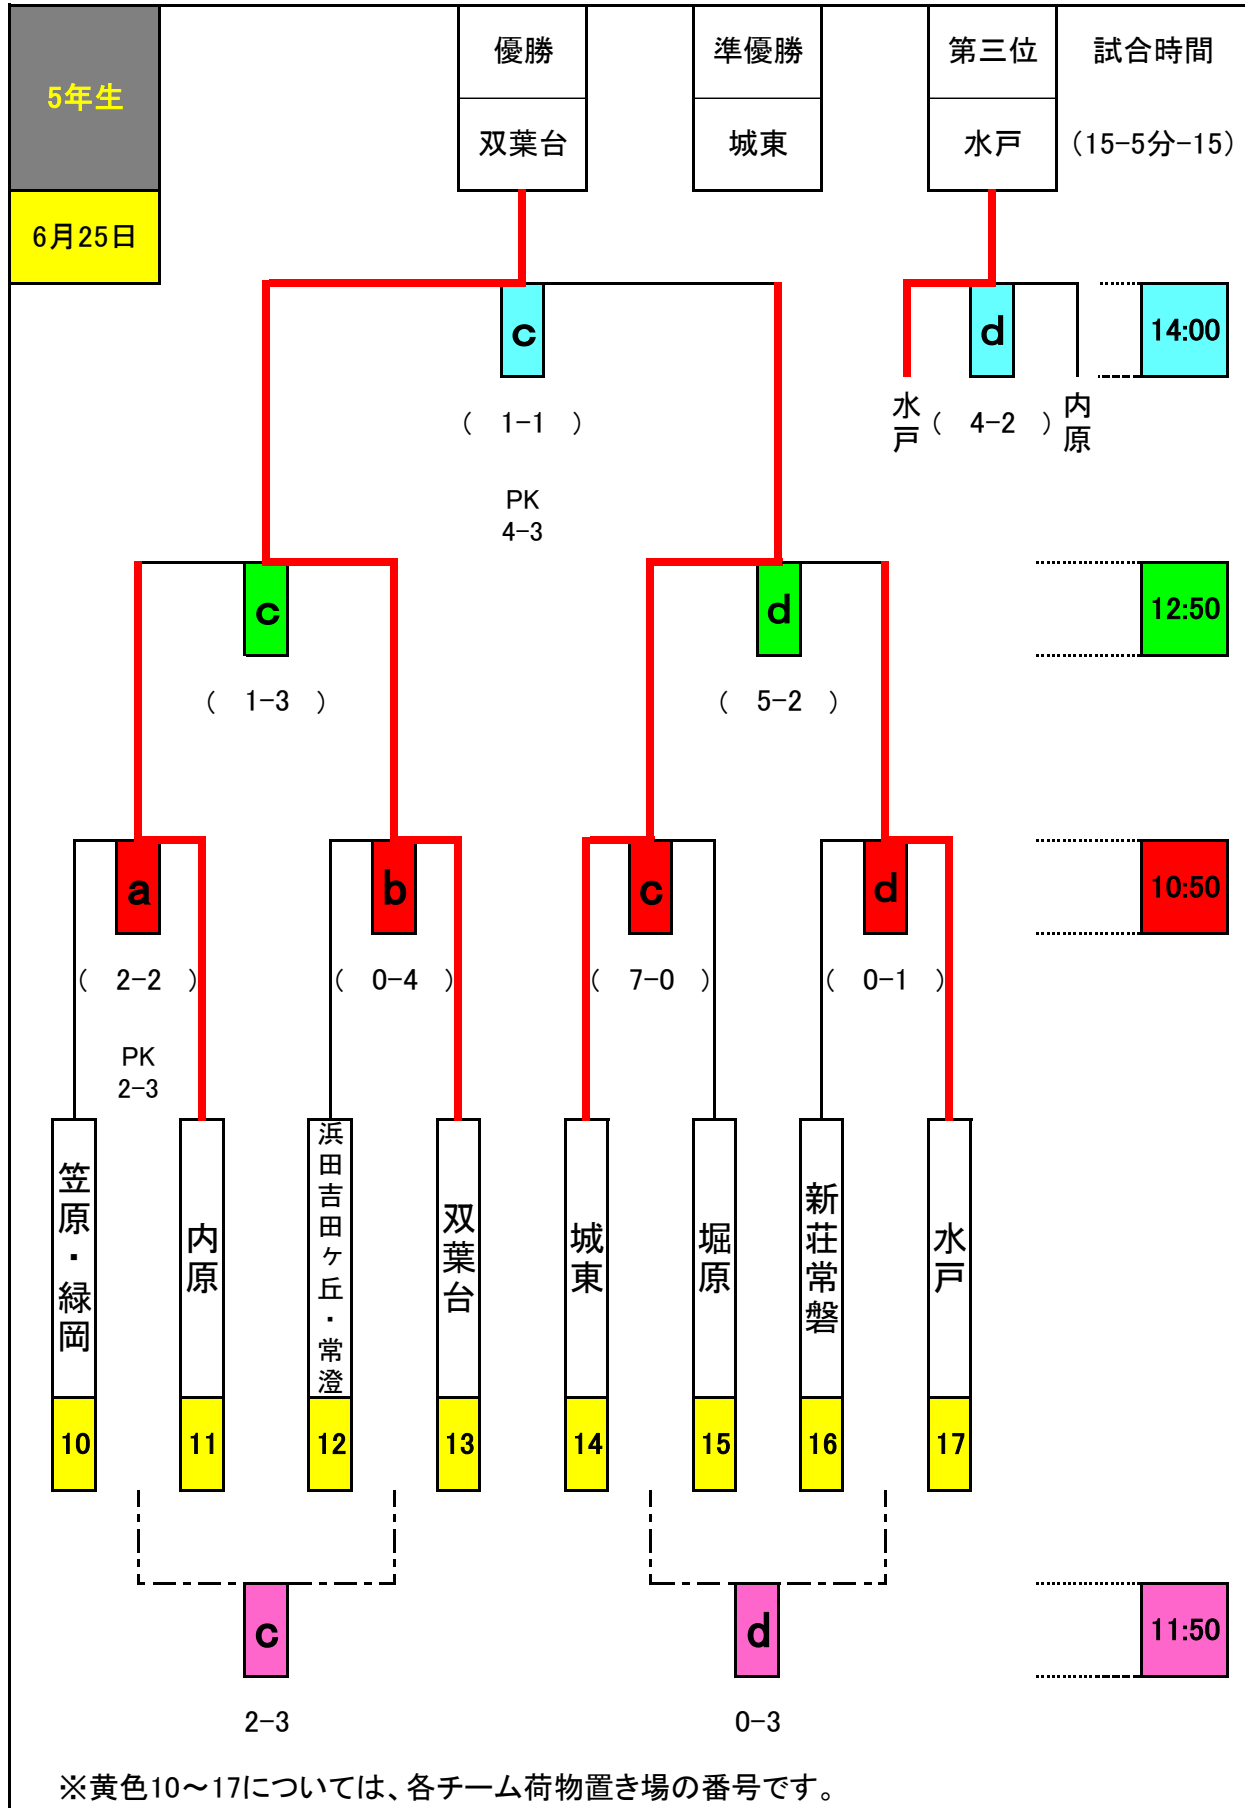 5年生
優勝
準優勝
第三位
試合時間
双葉台
城東
水戸
(15-5分-15)
6月25日
c
d
14:00
( 1-1 )
水戸
( 4-2 )
内原
PK
4-3
c
d
12:50
( 1-3 )
( 5-2 )
a
b
c
d
10:50
( 2-2 )
( 0-4 )
( 7-0 )
( 0-1 )
PK
2-3
笠原・緑岡
内原
浜田吉田ヶ丘・常澄
双葉台
城東
堀原
新荘常磐
水戸
10
11
12
13
14
15
16
17
c
d
11:50
2-3
0-3
※黄色10～17については、各チーム荷物置き場の番号です。